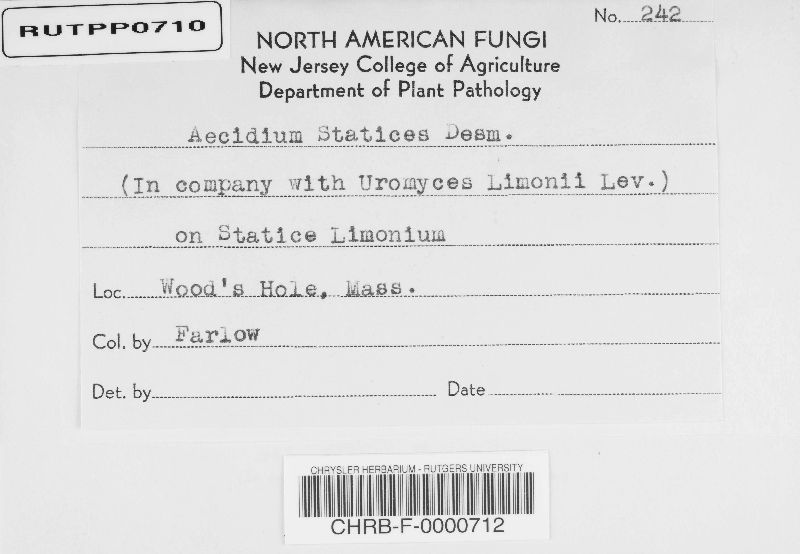 RUTPP0710
No. 242
NORTH AMERICAN FUNGI
New Jersey College of Agriculture
Department of Plant Pathology
Aecidium Statices Desm.
(In company with Uromyces Limonii Lev.)
on Statice Limonium
Loc. Wood's Hole, Mass.
Col. by Farlow
Det. by
Date
CHRYSLER HERBARIUM - RUTGERS UNIVERSITY
CHRB-F-0000712